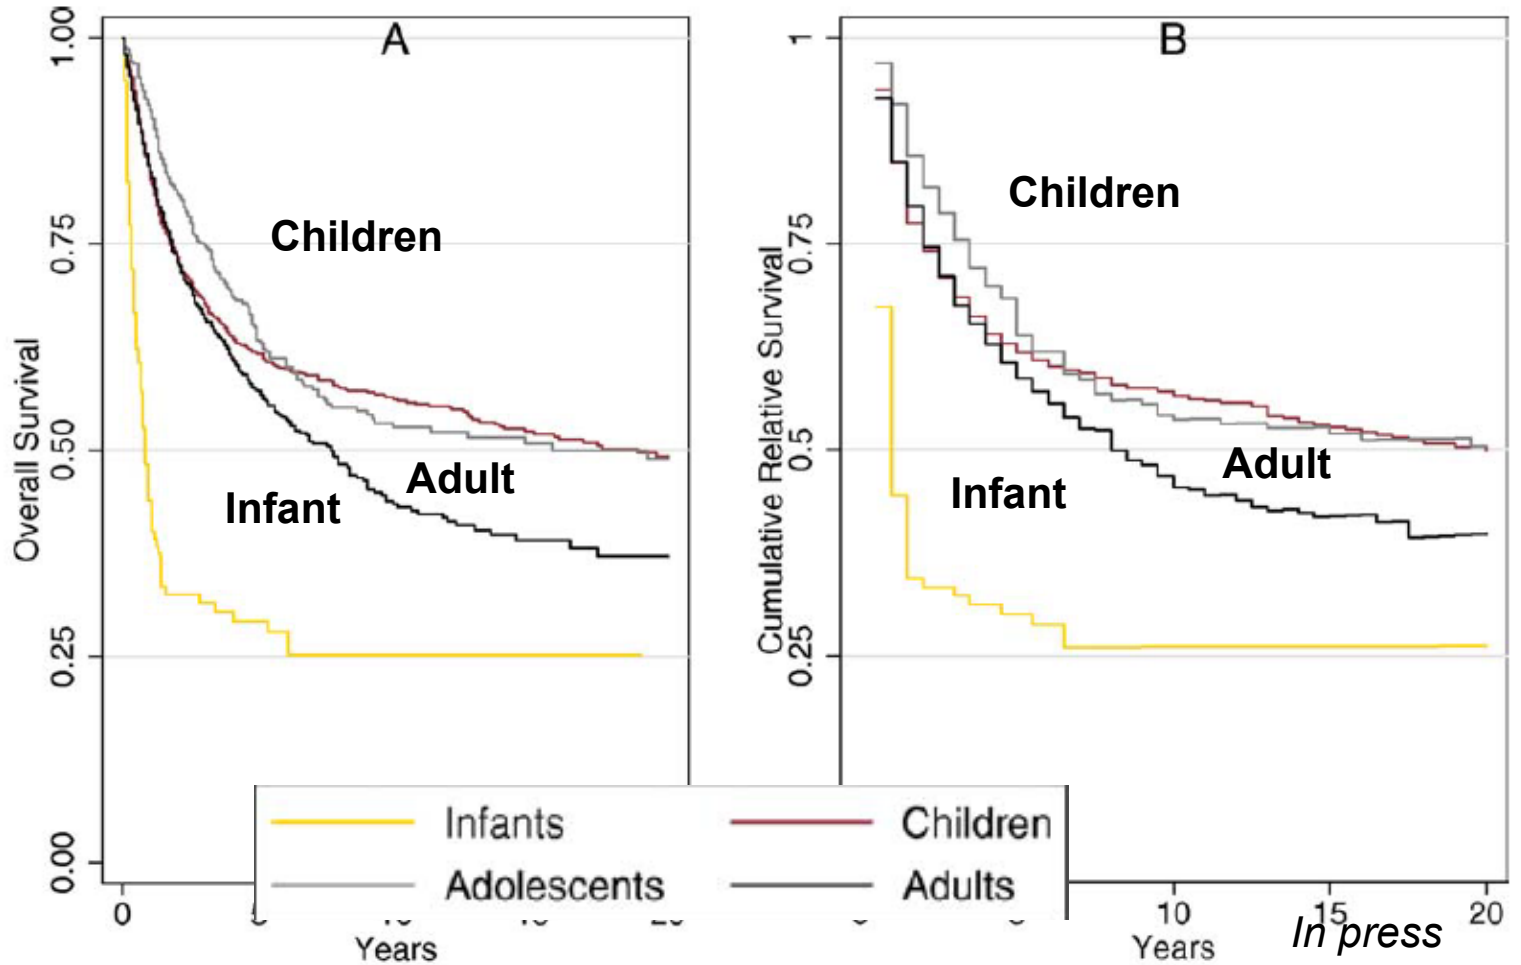 A
B
1.00
0.75
0.50
0.25
0.00
Overall Survival
Children
Adult
Infant
0
Years
1
0.75
0.5
0.25
Cumulative Relative Survival
Children
Adult
Infant
10
15
20
Years
Infants
Children
Adolescents
Adults
In press